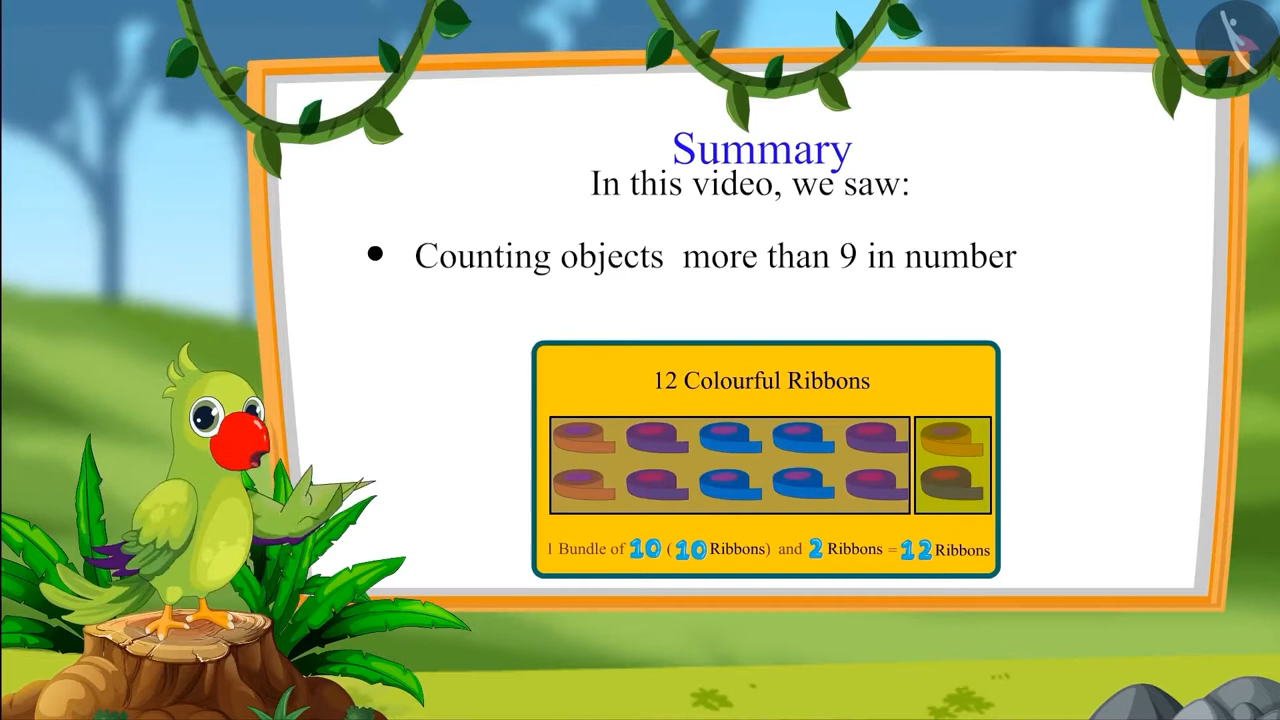 Summary
In this video, we saw:
● Counting objects more than 9 in number
12 Colourful Ribbons
1 Bundle of 10 (10 Ribbons) and 2 Ribbons = 12 Ribbons